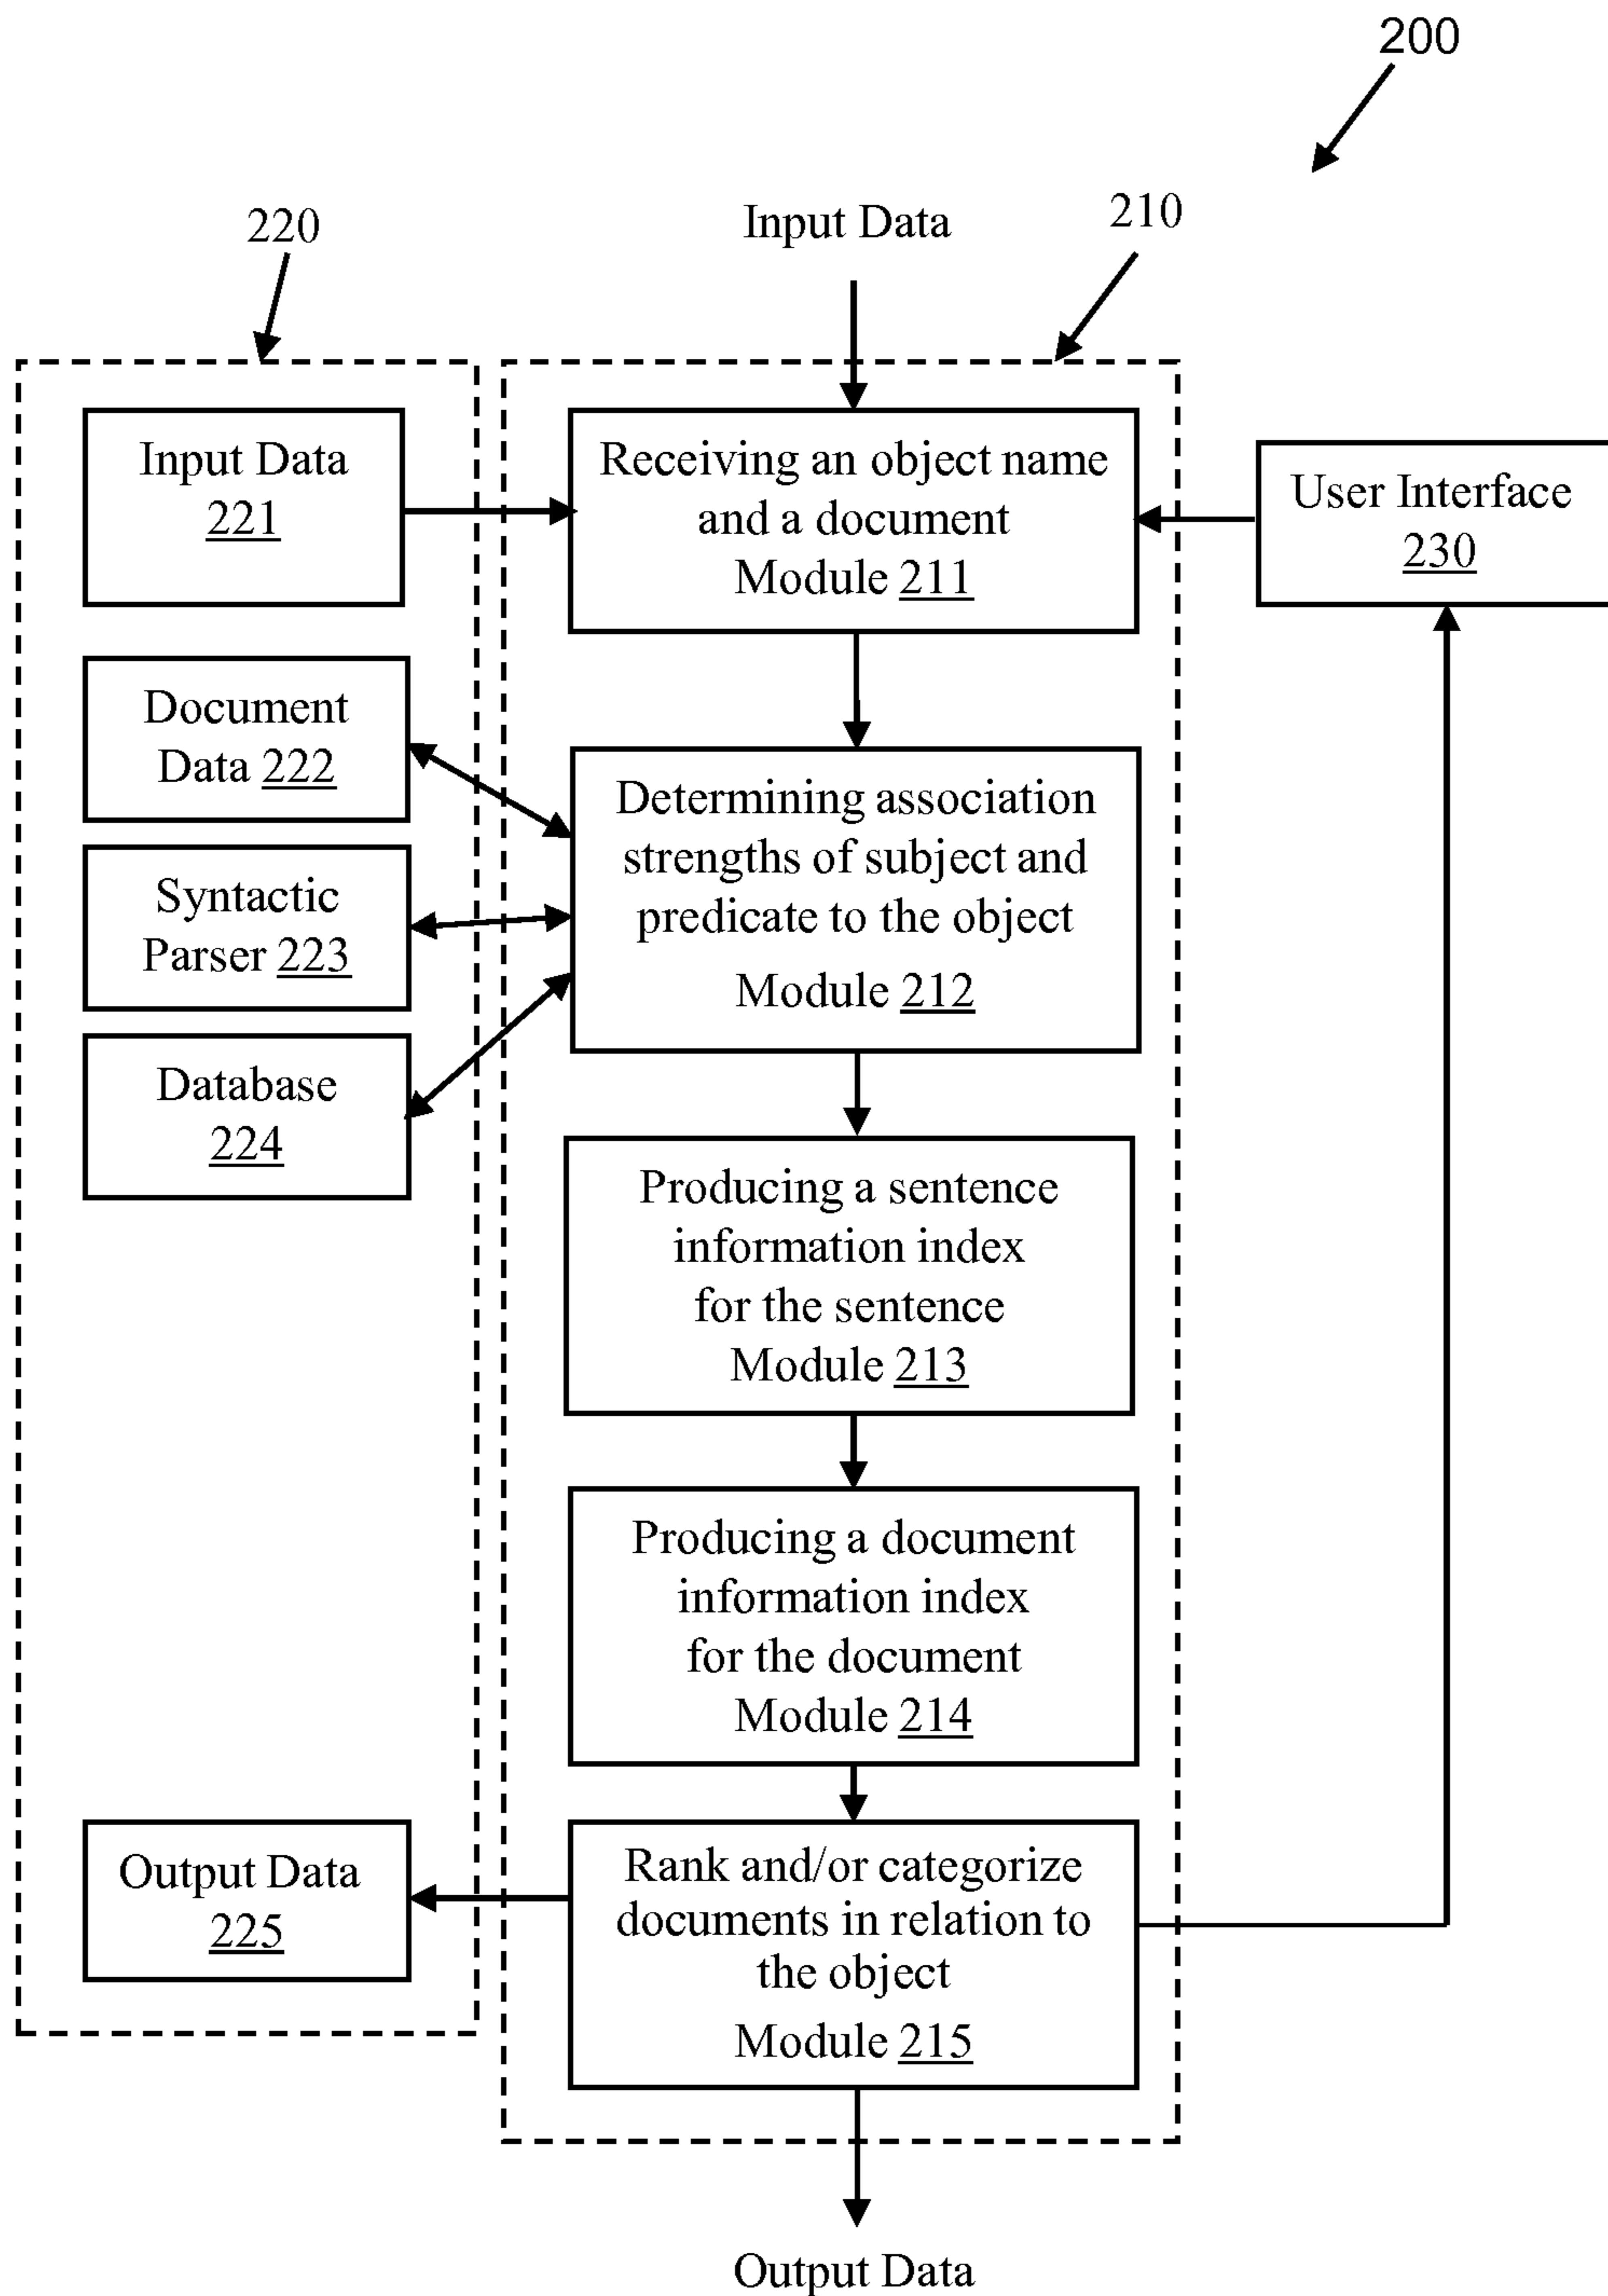 200
220
Input Data
210
Input Data
221
Receiving an object name
and a document
Module 211
User Interface
230
Document
Data 222
Syntactic
Parser 223
Database
224
Determining association
strengths of subject and
predicate to the object
Module 212
Producing a sentence
information index
for the sentence
Module 213
Producing a document
information index
for the document
Module 214
Output Data
225
Rank and/or categorize
documents in relation to
the object
Module 215
Output Data